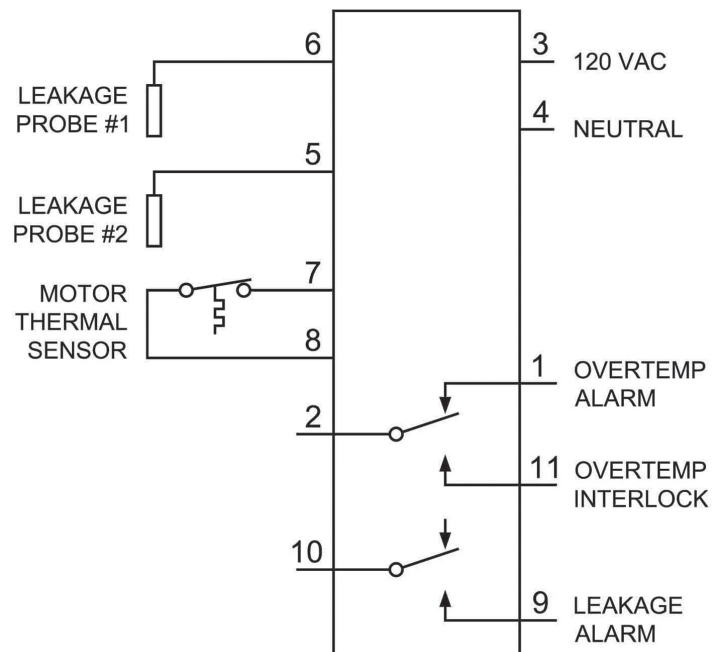 6
LEAKAGE
PROBE #1
5
LEAKAGE
PROBE #2
7
MOTOR
THERMAL
SENSOR
8
2
10
3
120 VAC
4
NEUTRAL
1
OVERTEMP
ALARM
11
OVERTEMP
INTERLOCK
9
LEAKAGE
ALARM